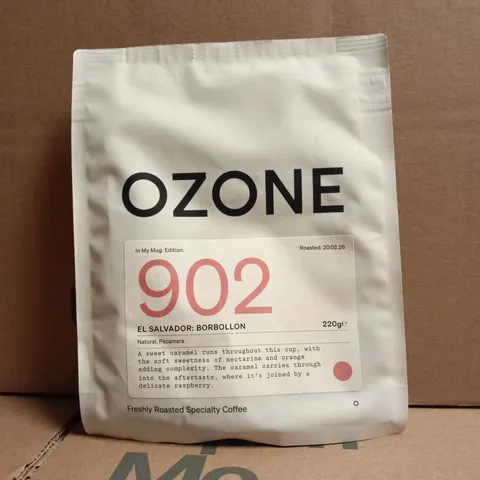 OZONE
In My Mug. Edition:
Roasted: 20.02.26
902
EL SALVADOR: BORBOLLON
220g℮
Natural, Pacamara
A sweet caramel runs throughout this cup, with
the soft sweetness of nectarine and orange
adding complexity. The caramel carries through
into the aftertaste, where it's joined by a
delicate raspberry.
Freshly Roasted Specialty Coffee